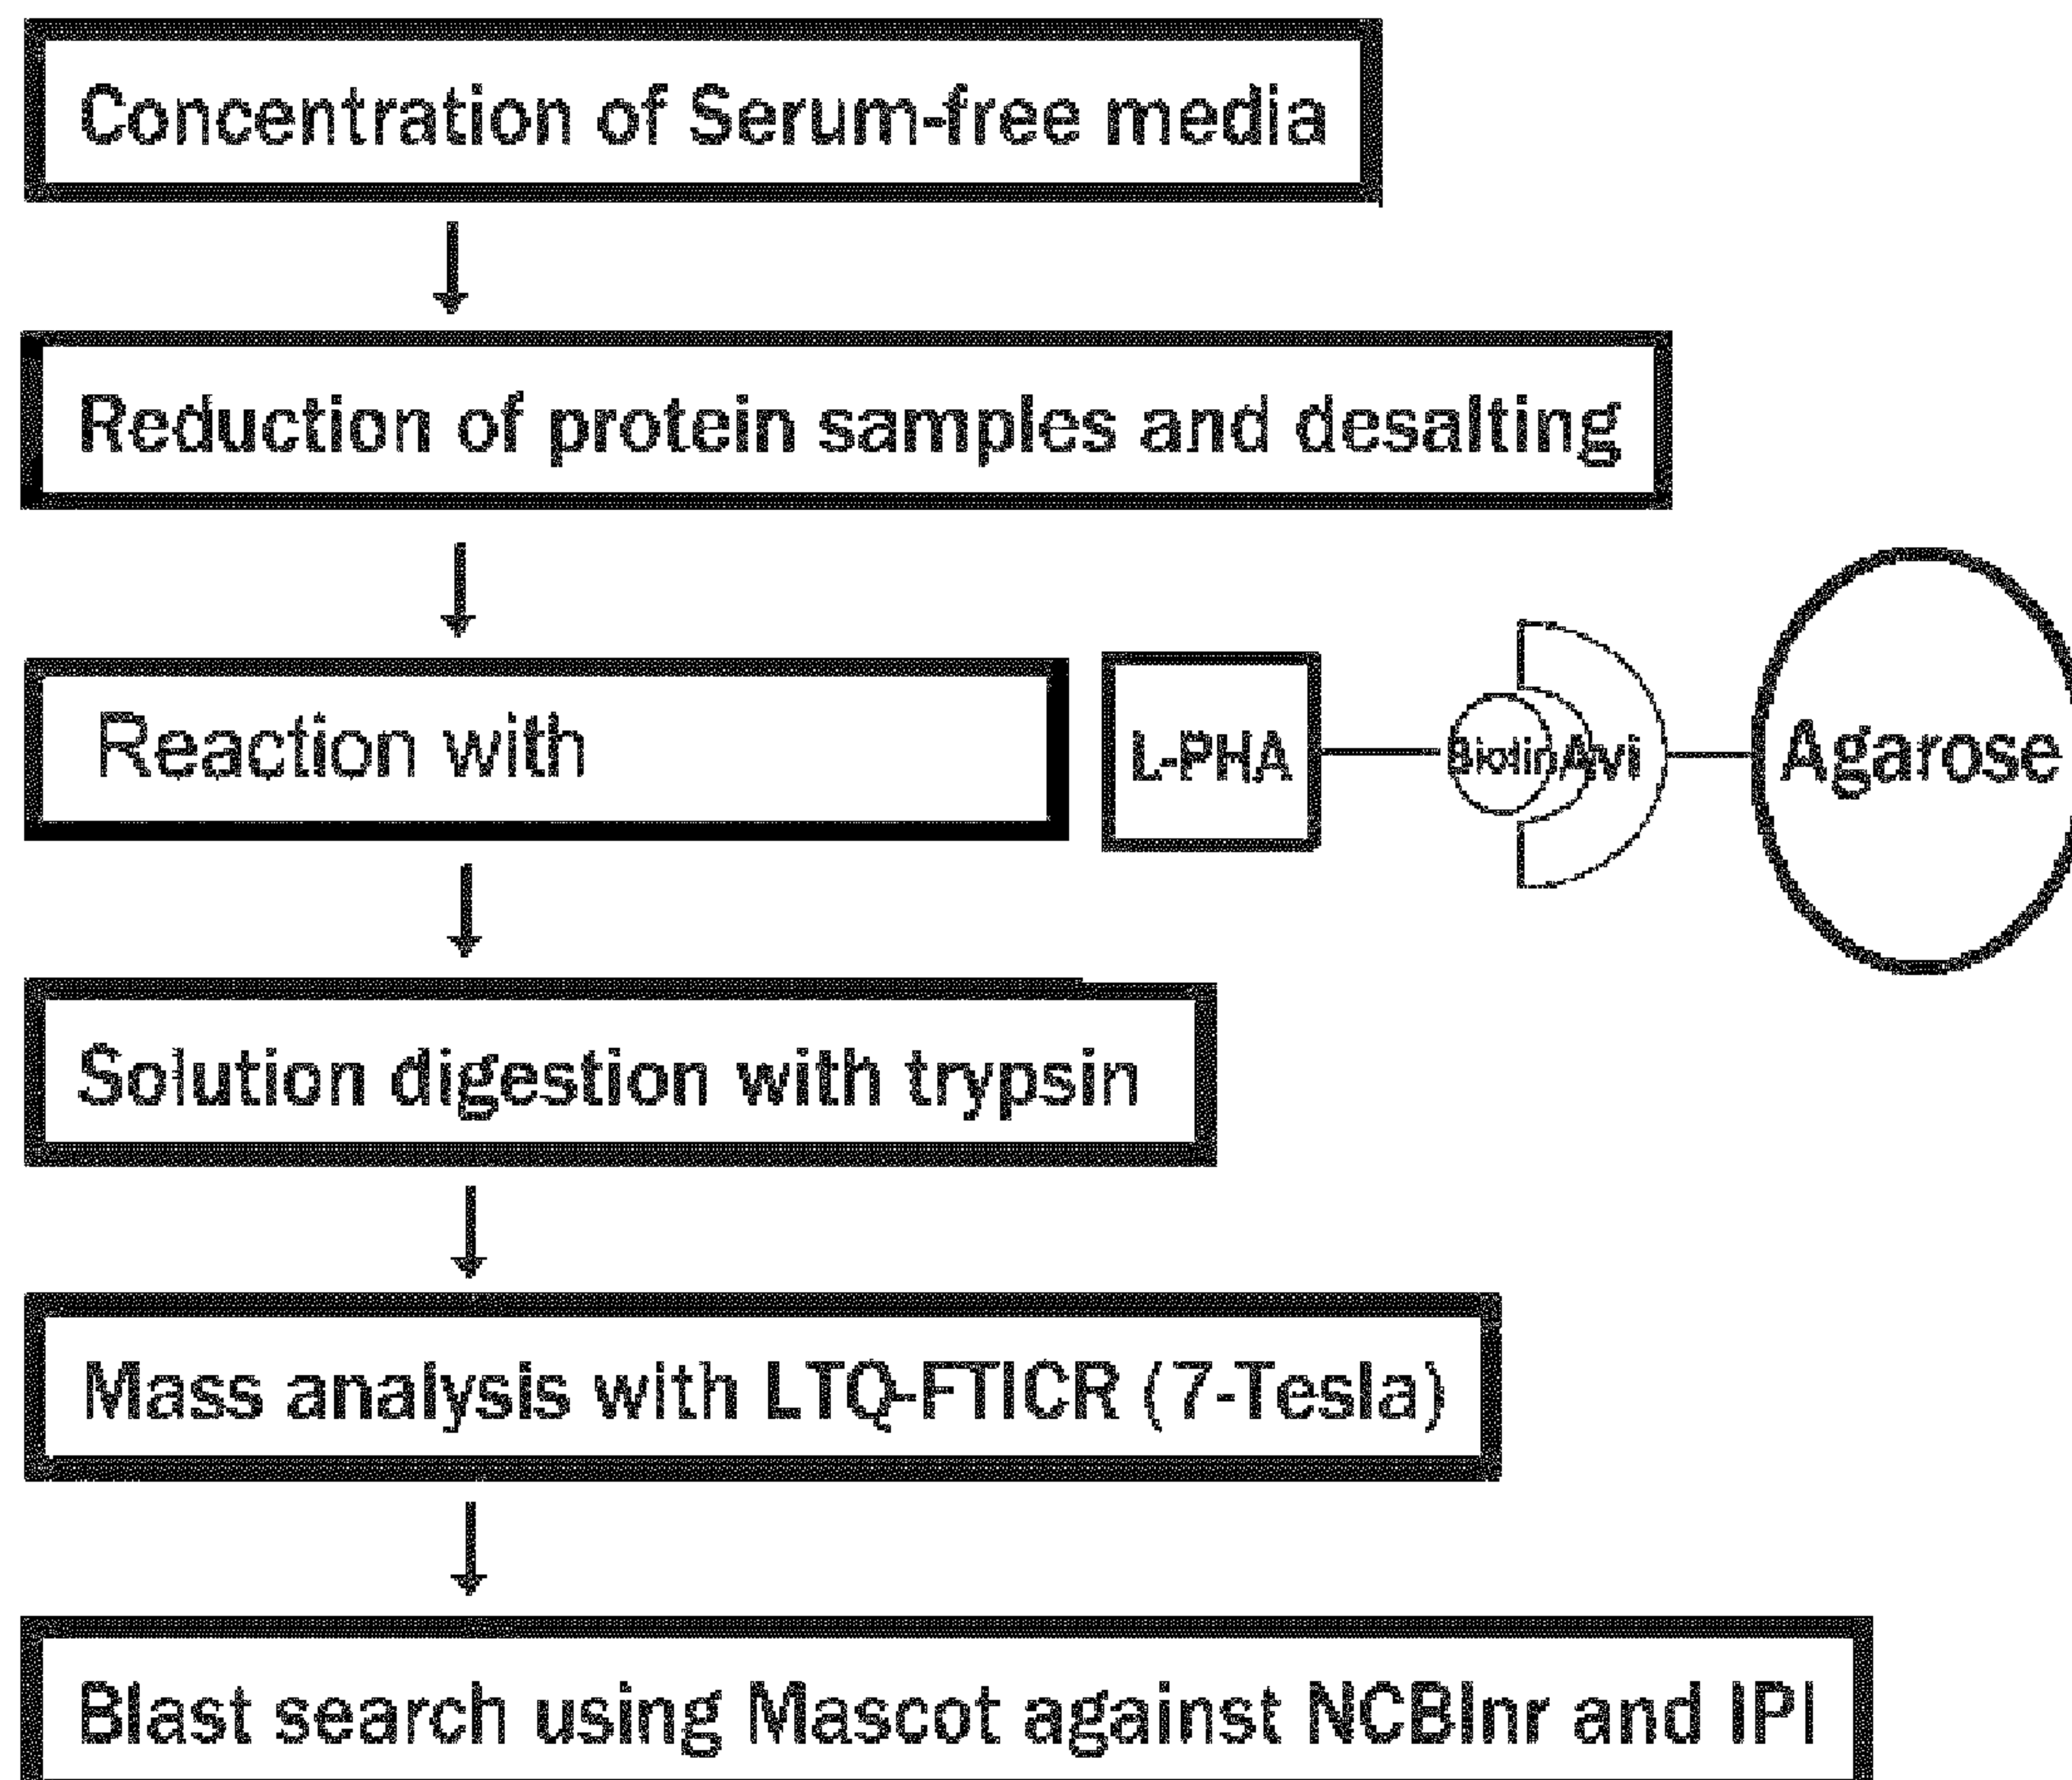 Concentration of Serum-free media
Reduction of protein samples and desalting
Reaction with
L-PHA
Biotin
Avi
Agarose
Solution digestion with trypsin
Mass analysis with LTQ-FTICR (7-Tesla)
Blast search using Mascot against NCBInr and IPI